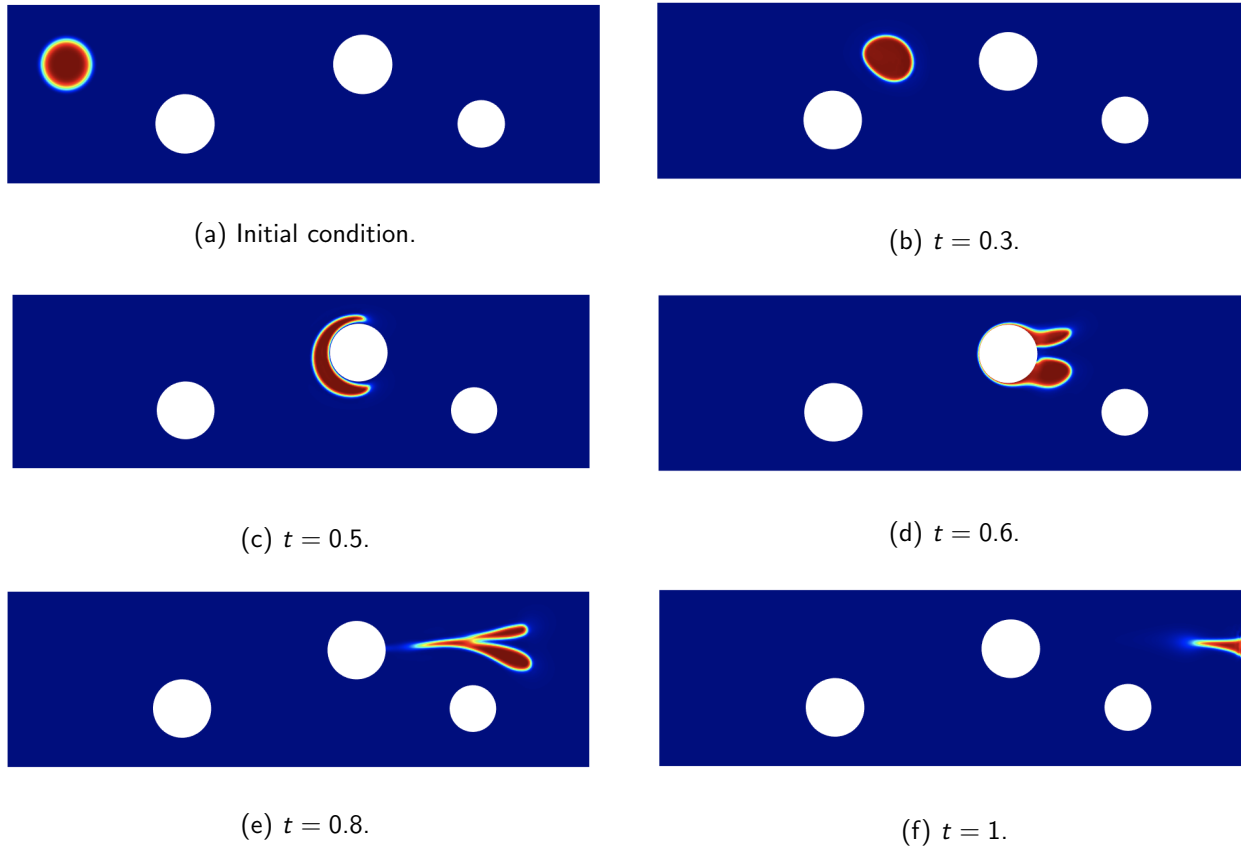 (a) Initial condition.
(b) t = 0.3.
(c) t = 0.5.
(d) t = 0.6.
(e) t = 0.8.
(f) t = 1.